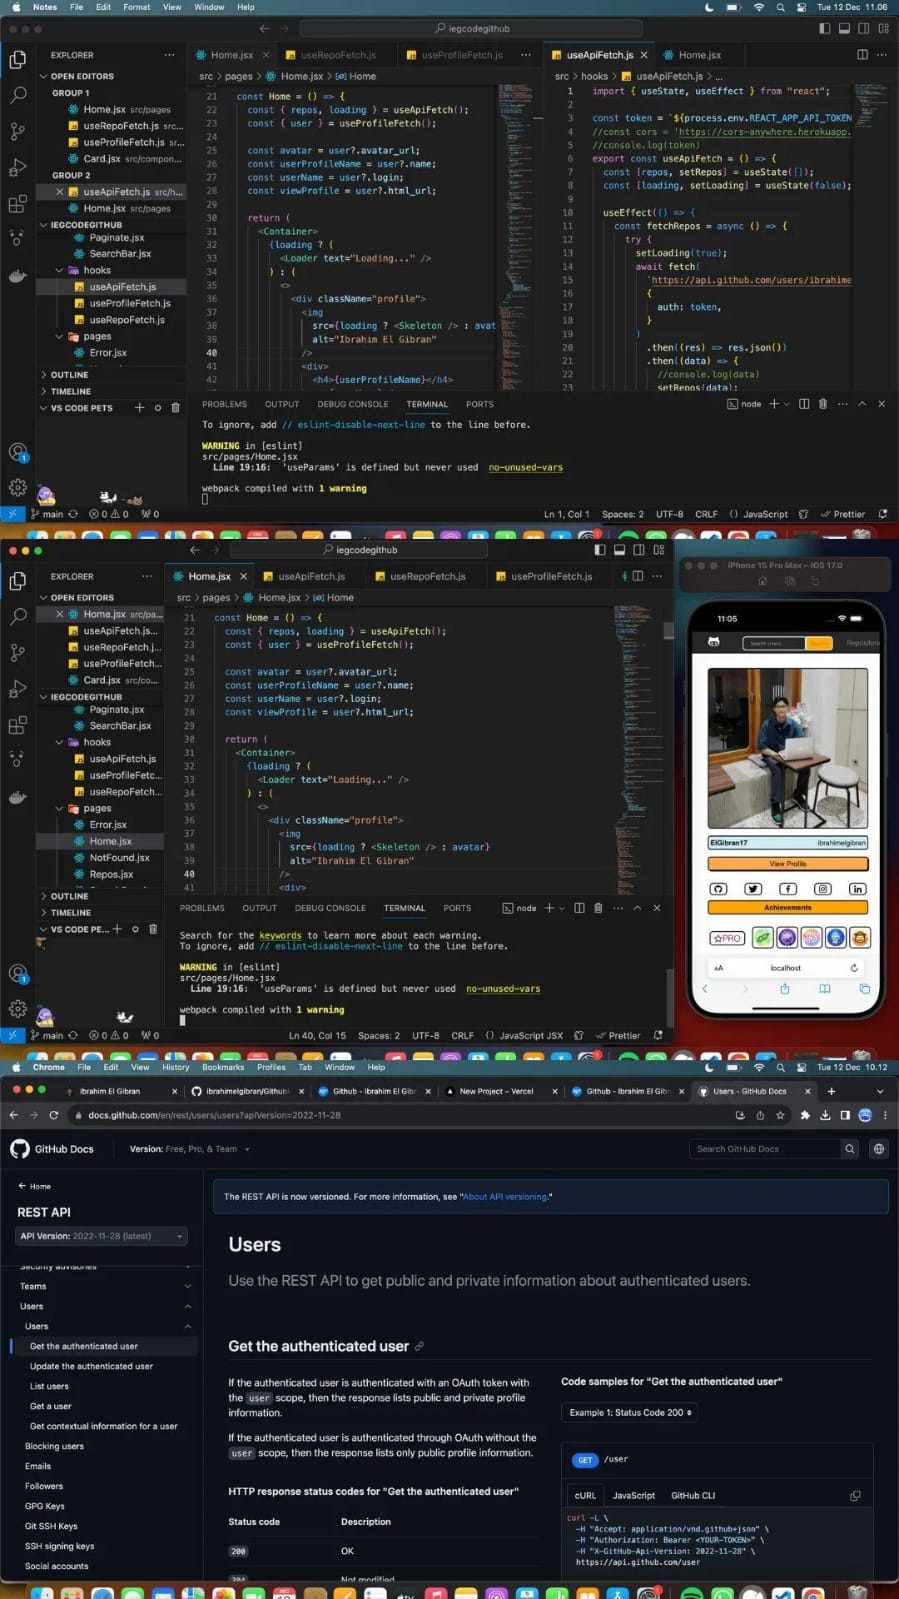 Notes File Edit Format View Window Help
Tue 12 Dec 11.06
iegcodegithub
EXPLORER
OPEN EDITORS
GROUP 1
Home.jsx src/pages
useRepoFetch.js src...
useProfileFetch.js sr...
Card.jsx src/compon...
GROUP 2
useApiFetch.js src/h...
Home.jsx src/pages
IEGCODEGITHUB
Paginate.jsx
SearchBar.jsx
hooks
useApiFetch.js
useProfileFetch.js
useRepoFetch.js
pages
Error.jsx
OUTLINE
TIMELINE
VS CODE PETS
Home.jsx useRepoFetch.js useProfileFetch.js
src > pages > Home.jsx > Home
21 const Home = () => {
22 const { repos, loading } = useApiFetch();
23 const { user } = useProfileFetch();
24
25 const avatar = user?.avatar_url;
26 const userProfileName = user?.name;
27 const userName = user?.login;
28 const viewProfile = user?.html_url;
29
30 return (
31 <Container>
32 {loading ? (
33 <Loader text="Loading..." />
34 ) : (
35 <>
36 <div className="profile">
37 <img
38 src={loading ? <Skeleton /> : avat
39 alt="Ibrahim El Gibran"
40 />
41 <div>
42 <h4>{userProfileName}</h4>
useApiFetch.js Home.jsx
src > hooks > useApiFetch.js > ...
1 import { useState, useEffect } from "react";
2
3 const token = `${process.env.REACT_APP_API_TOKEN
4 //const cors = 'https://cors-anywhere.herokuapp.
5 //console.log(token)
6 export const useApiFetch = () => {
7 const [repos, setRepos] = useState([]);
8 const [loading, setLoading] = useState(false);
9
10 useEffect(() => {
11 const fetchRepos = async () => {
12 try {
13 setLoading(true);
14 await fetch(
15 `https://api.github.com/users/ibrahime
16 {
17 auth: token,
18 }
19 )
20 .then((res) => res.json())
21 .then((data) => {
22 //console.log(data)
23 setRepos(data);
PROBLEMS OUTPUT DEBUG CONSOLE TERMINAL PORTS
node
To ignore, add // eslint-disable-next-line to the line before.
WARNING in [eslint]
src/pages/Home.jsx
Line 19:16: 'useParams' is defined but never used no-unused-vars
webpack compiled with 1 warning
main 0 0 0
Ln 1, Col 1 Spaces: 2 UTF-8 CRLF {} JavaScript Prettier
iegcodegithub
EXPLORER
OPEN EDITORS
Home.jsx src/pa...
useApiFetch.js...
useRepoFetch.j...
useProfileFetch...
Card.jsx src/co...
IEGCODEGITHUB
Paginate.jsx
SearchBar.jsx
hooks
useApiFetch.js
useProfileFetc...
useRepoFetch...
pages
Error.jsx
Home.jsx
NotFound.jsx
Repos.jsx
OUTLINE
TIMELINE
VS CODE PE...
Home.jsx useApiFetch.js useRepoFetch.js useProfileFetch.js
src > pages > Home.jsx > Home
21 const Home = () => {
22 const { repos, loading } = useApiFetch();
23 const { user } = useProfileFetch();
24
25 const avatar = user?.avatar_url;
26 const userProfileName = user?.name;
27 const userName = user?.login;
28 const viewProfile = user?.html_url;
29
30 return (
31 <Container>
32 {loading ? (
33 <Loader text="Loading..." />
34 ) : (
35 <>
36 <div className="profile">
37 <img
38 src={loading ? <Skeleton /> : avatar}
39 alt="Ibrahim El Gibran"
40 />
41 <div>
PROBLEMS OUTPUT DEBUG CONSOLE TERMINAL PORTS
node
Search for the keywords to learn more about each warning.
To ignore, add // eslint-disable-next-line to the line before.
WARNING in [eslint]
src/pages/Home.jsx
Line 19:16: 'useParams' is defined but never used no-unused-vars
webpack compiled with 1 warning
main 0 0 0
Ln 40, Col 15 Spaces: 2 UTF-8 CRLF {} JavaScript JSX Prettier
iPhone 15 Pro Max – iOS 17.0
11:05
Search Users
Repositorie
ElGibran17 ibrahimelgibran
View Profile
Achievements
PRO
AA localhost
Chrome File Edit View History Bookmarks Profiles Tab Window Help
Tue 12 Dec 10.12
Ibrahim El Gibran
ibrahimelgibran/Github
Github - Ibrahim El Gibr
New Project – Vercel
Github - Ibrahim El Gib
Users - GitHub Docs
docs.github.com/en/rest/users/users?apiVersion=2022-11-28
GitHub Docs
Version: Free, Pro, & Team
Search GitHub Docs
Home
REST API
API Version: 2022-11-28 (latest)
Security advisories
Teams
Users
Users
Get the authenticated user
Update the authenticated user
List users
Get a user
Get contextual information for a user
Blocking users
Emails
Followers
GPG Keys
Git SSH Keys
SSH signing keys
Social accounts
The REST API is now versioned. For more information, see "About API versioning."
Users
Use the REST API to get public and private information about authenticated users.
Get the authenticated user
If the authenticated user is authenticated with an OAuth token with
the user scope, then the response lists public and private profile
information.
If the authenticated user is authenticated through OAuth without the
user scope, then the response lists only public profile information.
HTTP response status codes for "Get the authenticated user"
Status code Description
200 OK
304 Not modified
Code samples for "Get the authenticated user"
Example 1: Status Code 200
GET /user
cURL JavaScript GitHub CLI
curl -L \
-H "Accept: application/vnd.github+json" \
-H "Authorization: Bearer <YOUR-TOKEN>" \
-H "X-GitHub-Api-Version: 2022-11-28" \
https://api.github.com/user